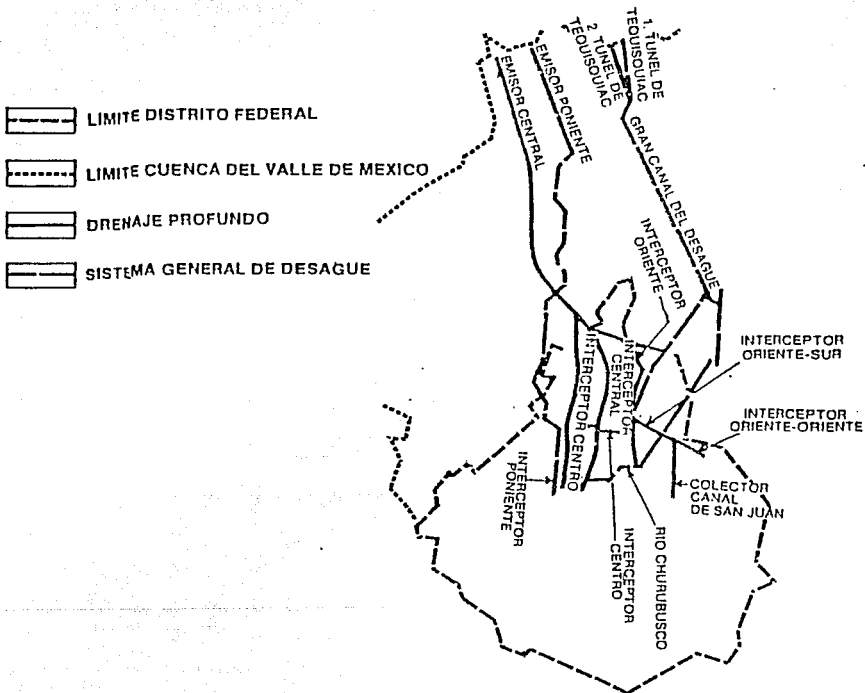 LIMITE DISTRITO FEDERAL
LIMITE CUENCA DEL VALLE DE MEXICO
DRENAJE PROFUNDO
SISTEMA GENERAL DE DESAGUE
EMISOR CENTRAL
EMISOR PONIENTE
2. TUNEL DE
TEQUISQUIAC
1. TUNEL DE
TEQUISQUIAC
GRAN CANAL DEL DESAGUE
INTERCEPTOR
ORIENTE
INTERCEPTOR
ORIENTE-SUR
INTERCEPTOR
ORIENTE-ORIENTE
COLECTOR
CANAL
DE SAN JUAN
INTERCEPTOR
CENTRAL
INTERCEPTOR CENTRO
INTERCEPTOR
PONIENTE
INTERCEPTOR
CENTRO
RIO CHURUBUSCO